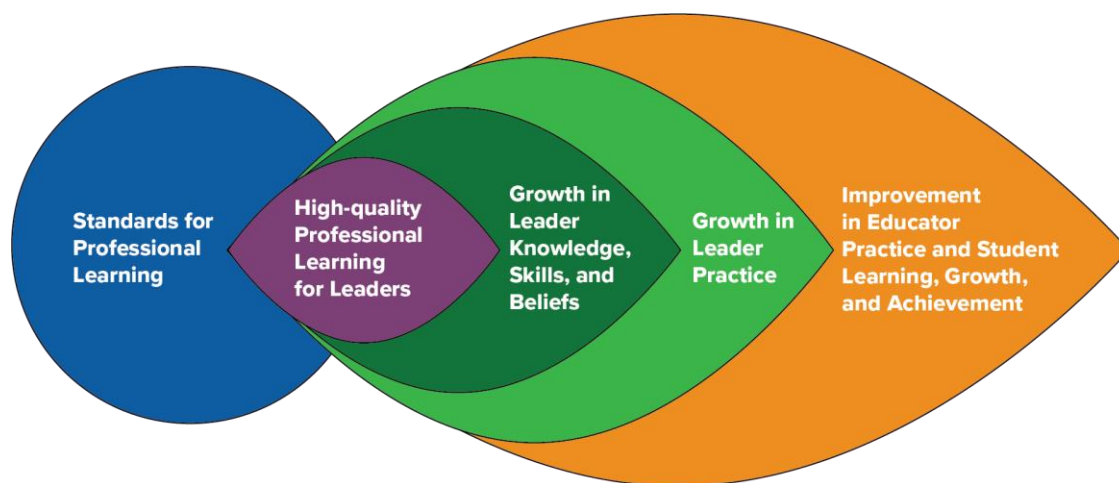 Standards for
Professional
Learning
High-quality
Professional
Learning
for Leaders
Growth in
Leader
Knowledge,
Skills, and
Beliefs
Growth in
Leader
Practice
Improvement
in Educator
Practice and Student
Learning, Growth,
and Achievement